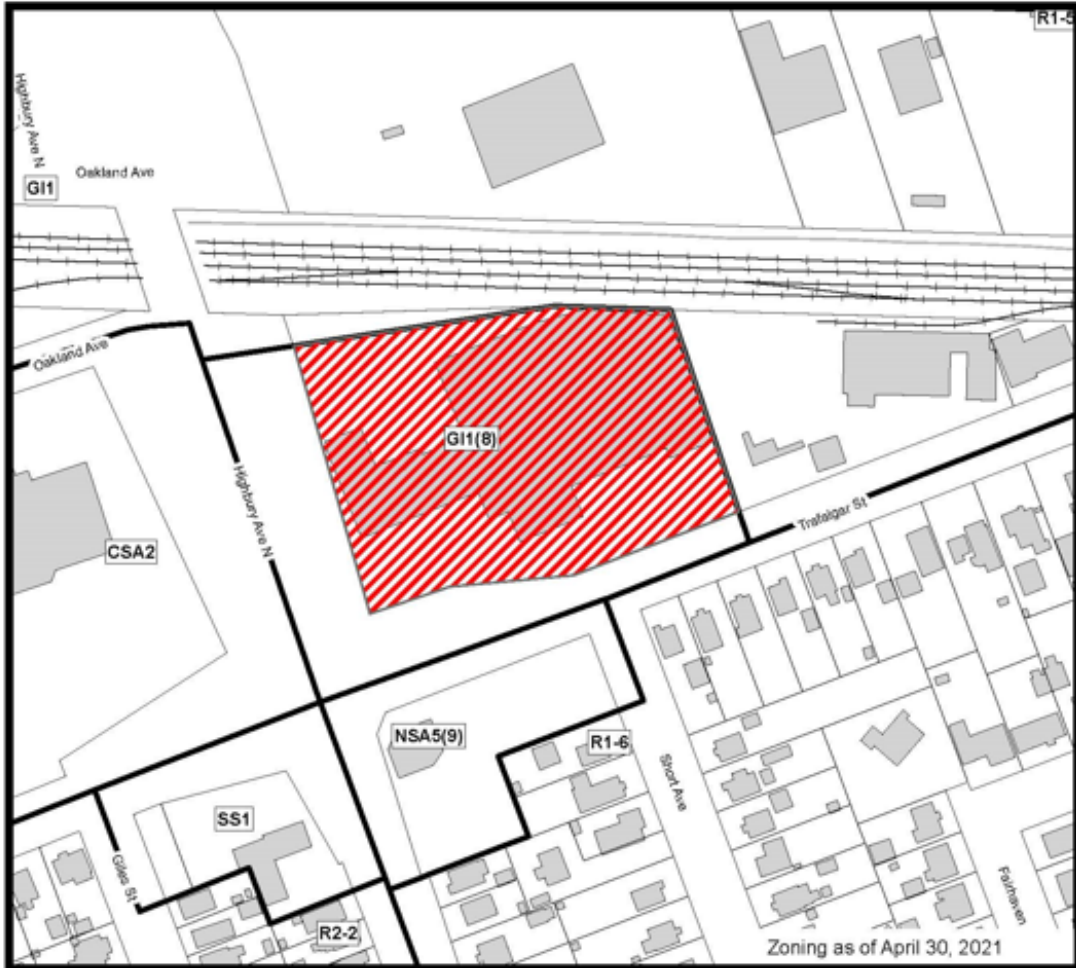 R1-5
Highbury Ave N
Oakland Ave
GI1
Oakland Ave
GI1(8)
Highbury Ave N
Trafalgar St
CSA2
NSA5(9)
R1-6
Short Ave
SS1
Giles St
Fairhaven
R2-2
Zoning as of April 30, 2021